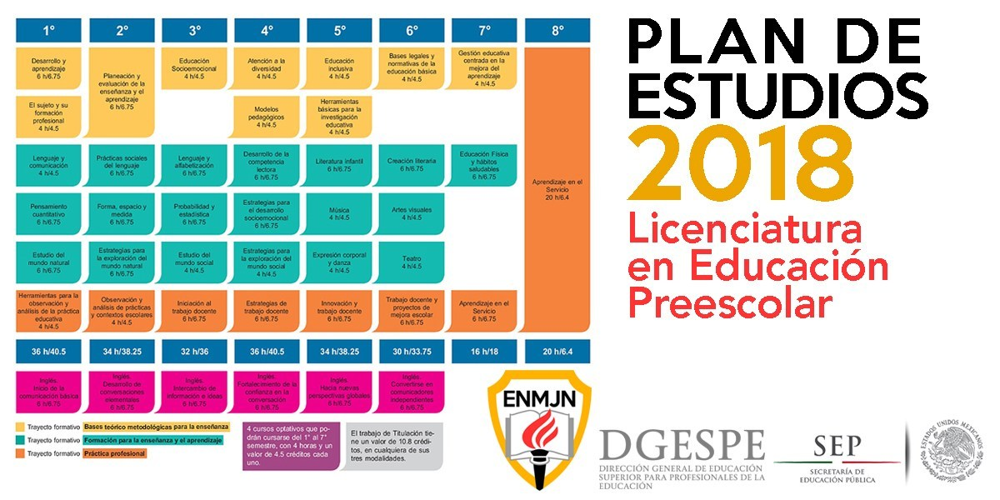 1° 2° 3° 4° 5° 6° 7° 8°
Desarrollo y
aprendizaje
6 h/6.75
Planeación y
evaluación de la
enseñanza y el
aprendizaje
6 h/6.75
Educación
Socioemocional
4 h/4.5
Atención a la
diversidad
4 h/4.5
Educación
inclusiva
4 h/4.5
Bases legales y
normativas de la
educación básica
4 h/4.5
Gestión educativa
centrada en la
mejora del
aprendizaje
4 h/4.5
Aprendizaje en el
Servicio
20 h/6.4
El sujeto y su
formación
profesional
4 h/4.5
Modelos
pedagógicos
4 h/4.5
Herramientas
básicas para la
investigación
educativa
4 h/4.5
Lenguaje y
comunicación
4 h/4.5
Prácticas sociales
del lenguaje
6 h/6.75
Lenguaje y
alfabetización
6 h/6.75
Desarrollo de la
competencia
lectora
6 h/6.75
Literatura infantil
6 h/6.75
Creación literaria
6 h/6.75
Educación Física
y hábitos
saludables
6 h/6.75
Pensamiento
cuantitativo
6 h/6.75
Forma, espacio y
medida
6 h/6.75
Probabilidad y
estadística
6 h/6.75
Estrategias para
el desarrollo
socioemocional
6 h/6.75
Música
4 h/4.5
Artes visuales
4 h/4.5
Estudio del
mundo natural
6 h/6.75
Estrategias para
la exploración del
mundo natural
6 h/6.75
Estudio del
mundo social
4 h/4.5
Estrategias para
la exploración del
mundo social
4 h/4.5
Expresión corporal
y danza
4 h/4.5
Teatro
4 h/4.5
Herramientas para
la observación y
análisis de la práctica
educativa
4 h/4.5
Observación y
análisis de prácticas
y contextos escolares
4 h/4.5
Iniciación al
trabajo docente
6 h/6.75
Estrategias de
trabajo docente
6 h/6.75
Innovación y
trabajo docente
6 h/6.75
Trabajo docente y
proyectos de
mejora escolar
6 h/6.75
Aprendizaje en el
Servicio
6 h/6.75
36 h/40.5 34 h/38.25 32 h/36 36 h/40.5 34 h/38.25 30 h/33.75 16 h/18 20 h/6.4
Inglés.
Inicio de la
comunicación básica
6 h/6.75
Inglés.
Desarrollo de
conversaciones
elementales
6 h/6.75
Inglés.
Intercambio de
información e ideas
6 h/6.75
Inglés.
Fortalecimiento de la
confianza en la
conversación
6 h/6.75
Inglés.
Hacia nuevas
perspectivas globales
6 h/6.75
Inglés.
Convertirse en
comunicadores
independientes
6 h/6.75
Trayecto formativo Bases teórico metodológicas para la enseñanza
Trayecto formativo Formación para la enseñanza y el aprendizaje
Trayecto formativo Práctica profesional
4 cursos optativos que po-
drán cursarse del 1° al 7°
semestre, con 4 horas y un
valor de 4.5 créditos cada
uno.
El trabajo de Titulación tie-
ne un valor de 10.8 crédi-
tos, en cualquiera de sus
tres modalidades.
PLAN DE
ESTUDIOS
2018
Licenciatura
en Educación
Preescolar
ENMJN
DGESPE
DIRECCIÓN GENERAL DE EDUCACIÓN
SUPERIOR PARA PROFESIONALES DE LA
EDUCACIÓN
SEP
SECRETARÍA DE
EDUCACIÓN PÚBLICA
ESTADOS UNIDOS MEXICANOS